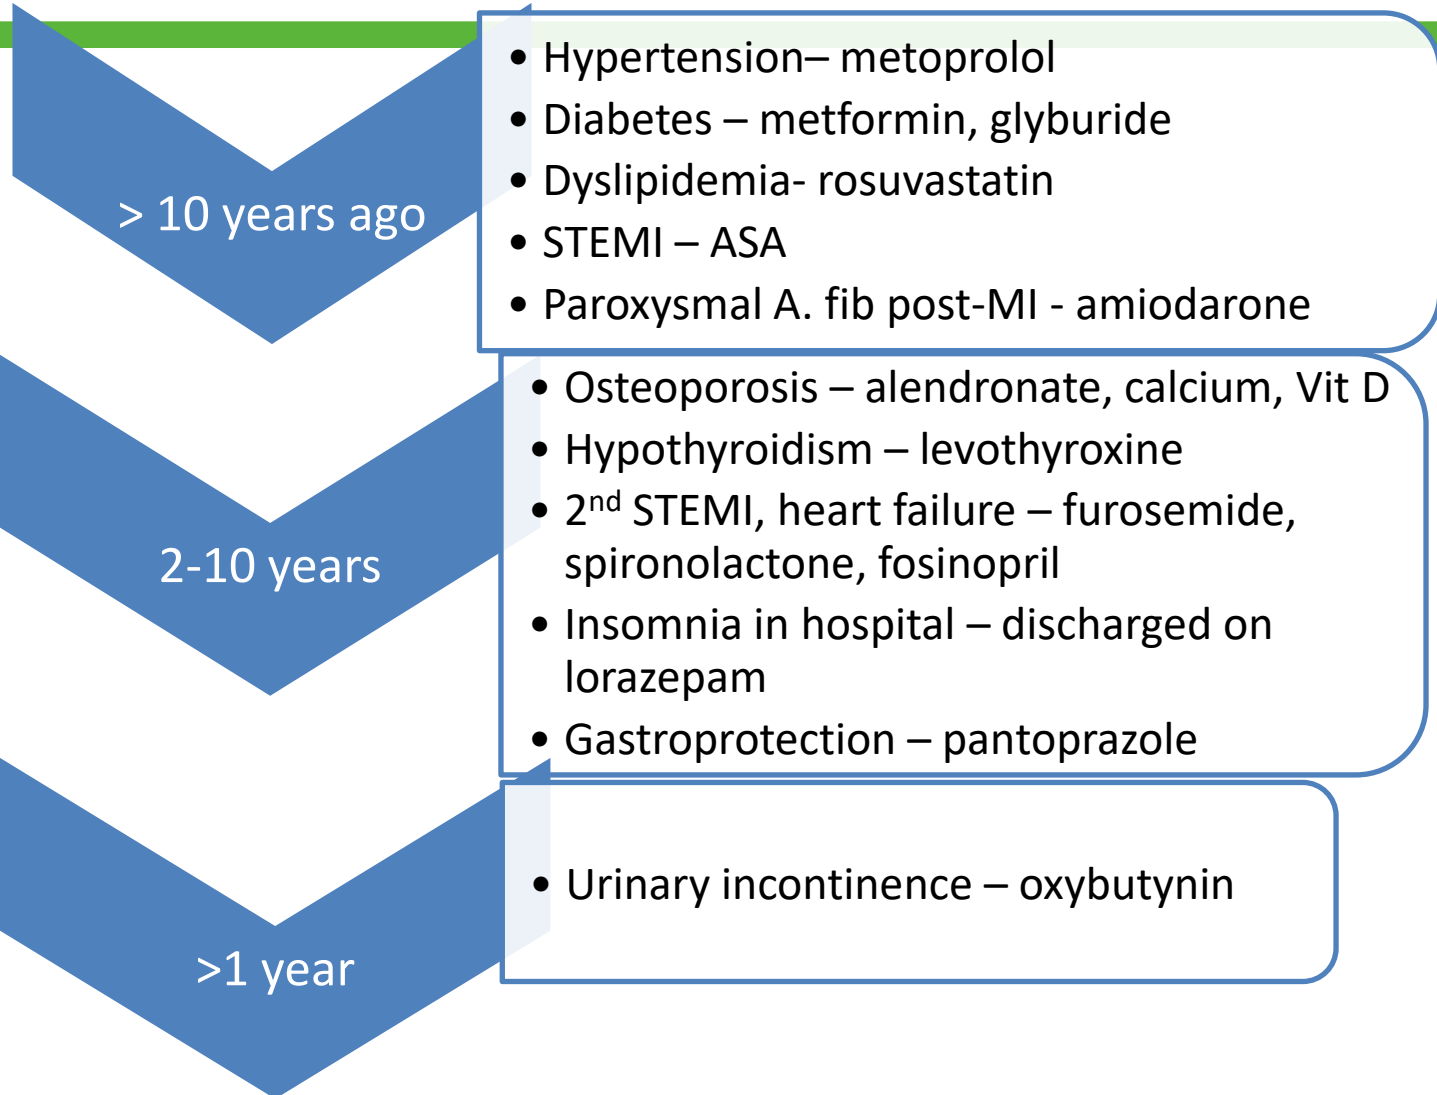 > 10 years ago
• Hypertension– metoprolol
• Diabetes – metformin, glyburide
• Dyslipidemia- rosuvastatin
• STEMI – ASA
• Paroxysmal A. fib post-MI - amiodarone
2-10 years
• Osteoporosis – alendronate, calcium, Vit D
• Hypothyroidism – levothyroxine
• 2nd STEMI, heart failure – furosemide,
spironolactone, fosinopril
• Insomnia in hospital – discharged on
lorazepam
• Gastroprotection – pantoprazole
>1 year
• Urinary incontinence – oxybutynin